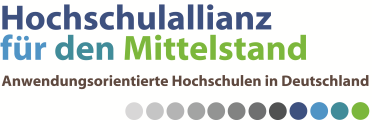 Hochschulallianz
für den Mittelstand
Anwendungsorientierte Hochschulen in Deutschland